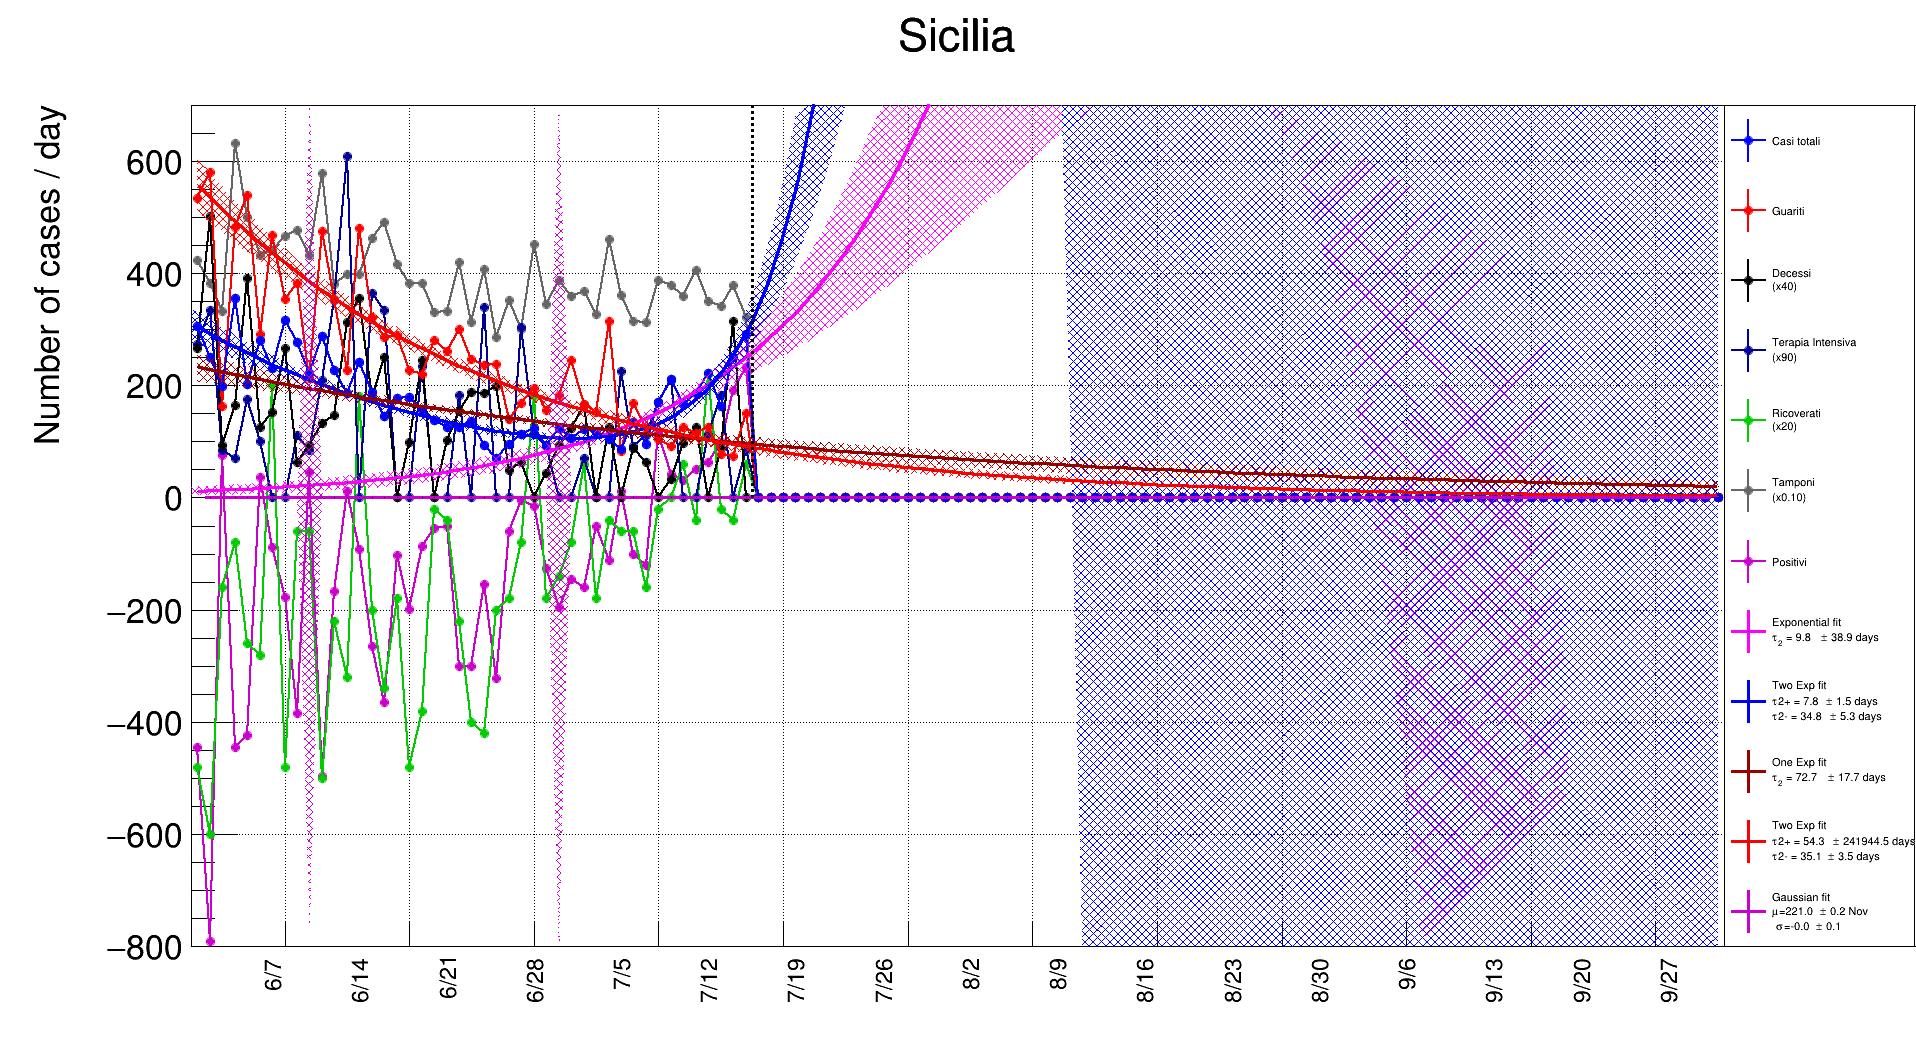 Sicilia
Number of cases / day
600
400
200
0
−200
−400
−600
−800
6/7
6/14
6/21
6/28
7/5
7/12
7/19
7/26
8/2
8/9
8/16
8/23
8/30
9/6
9/13
9/20
9/27
Casi totali
Guariti
Decessi
(x40)
Terapia Intensiva
(x90)
Ricoverati
(x20)
Tamponi
(x0.10)
Positivi
Exponential fit
τ2 = 9.8 ± 38.9 days
Two Exp fit
τ2+ = 7.8 ± 1.5 days
τ2- = 34.8 ± 5.3 days
One Exp fit
τ2 = 72.7 ± 17.7 days
Two Exp fit
τ2+ = 54.3 ± 241944.5 days
τ2- = 35.1 ± 3.5 days
Gaussian fit
μ=221.0 ± 0.2 Nov
σ=-0.0 ± 0.1